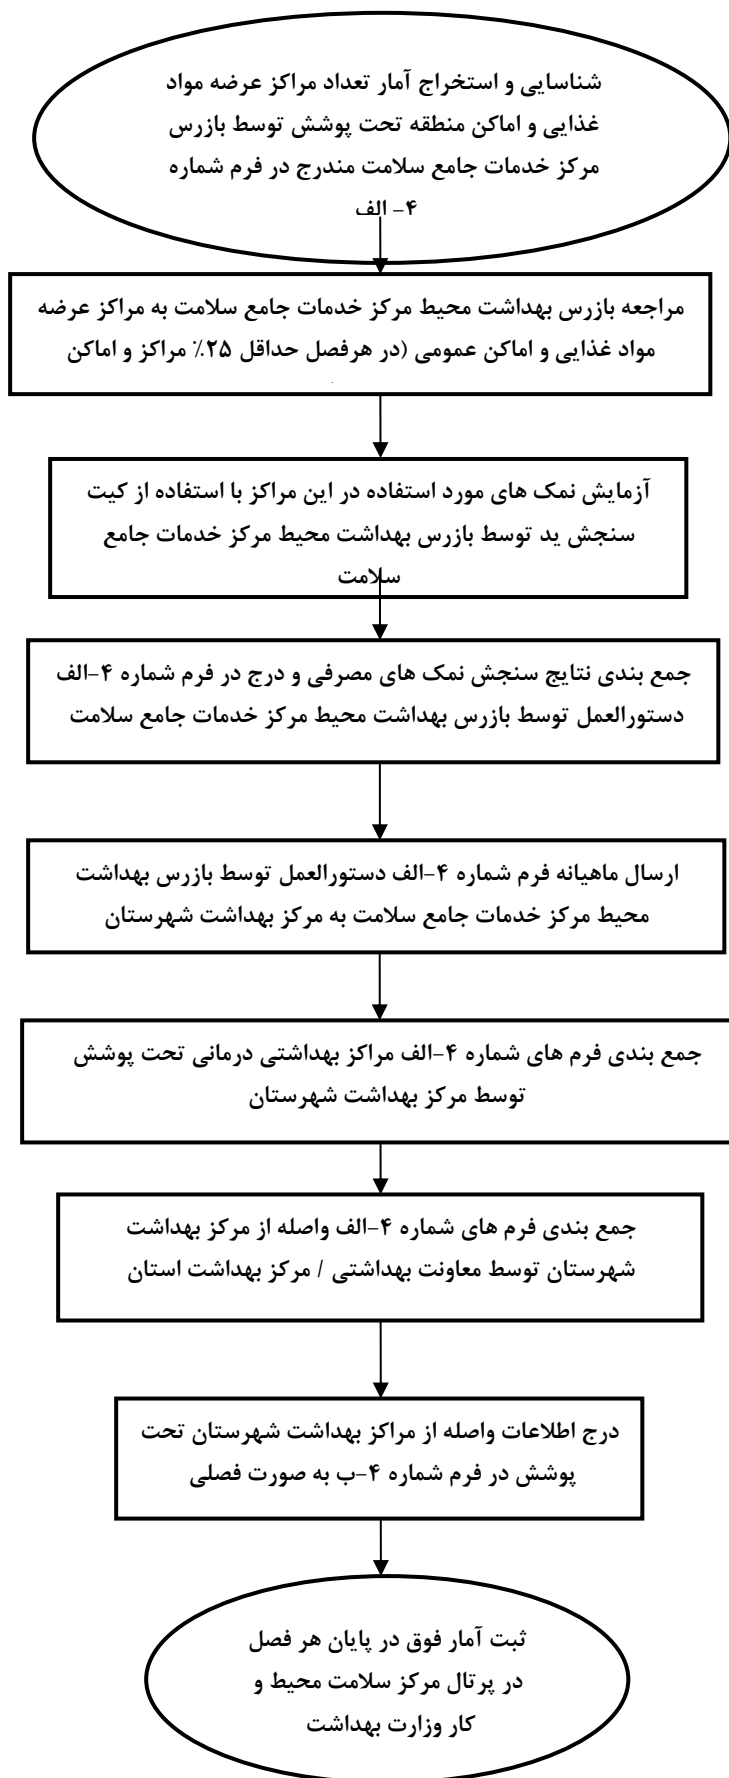 شناسایی و استخراج آمار تعداد مراکز عرضه مواد
غذایی و اماکن منطقه تحت پوشش توسط بازرس
مرکز خدمات جامع سلامت مندرج در فرم شماره
۴- الف
مراجعه بازرس بهداشت محیط مرکز خدمات جامع سلامت به مراکز عرضه
مواد غذایی و اماکن عمومی (در هرفصل حداقل ۲۵٪ مراکز و اماکن
آزمایش نمک های مورد استفاده در این مراکز با استفاده از کیت
سنجش ید توسط بازرس بهداشت محیط مرکز خدمات جامع
سلامت
جمع بندی نتایج سنجش نمک های مصرفی و درج در فرم شماره ۴-الف
دستورالعمل توسط بازرس بهداشت محیط مرکز خدمات جامع سلامت
ارسال ماهیانه فرم شماره ۴-الف دستورالعمل توسط بازرس بهداشت
محیط مرکز خدمات جامع سلامت به مرکز بهداشت شهرستان
جمع بندی فرم های شماره ۴-الف مراکز بهداشتی درمانی تحت پوشش
توسط مرکز بهداشت شهرستان
جمع بندی فرم های شماره ۴-الف واصله از مرکز بهداشت
شهرستان توسط معاونت بهداشتی / مرکز بهداشت استان
درج اطلاعات واصله از مراکز بهداشت شهرستان تحت
پوشش در فرم شماره ۴-ب به صورت فصلی
ثبت آمار فوق در پایان هر فصل
در پرتال مرکز سلامت محیط و
کار وزارت بهداشت